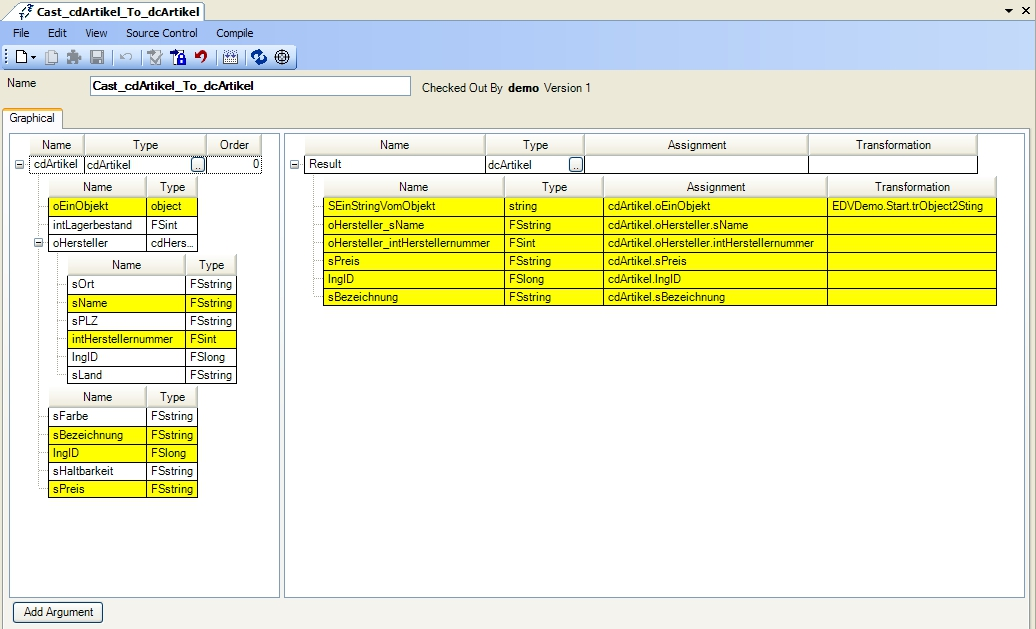 Cast_cdArtikel_To_dcArtikel
File Edit View Source Control Compile
Name Cast_cdArtikel_To_dcArtikel Checked Out By demo Version 1
Graphical
Name Type Order
cdArtikel cdArtikel .. 0
Name Type
oEinObjekt object
intLagerbestand FSint
oHersteller cdHers...
Name Type
sOrt FSstring
sName FSstring
sPLZ FSstring
intHerstellernummer FSint
lngID FSlong
sLand FSstring
Name Type
sFarbe FSstring
sBezeichnung FSstring
lngID FSlong
sHaltbarkeit FSstring
sPreis FSstring
Name Type Assignment Transformation
Result dcArtikel ..
Name Type Assignment Transformation
SEinStringVomObjekt string cdArtikel.oEinObjekt EDVDemo.Start.trObject2Sting
oHersteller_sName FSstring cdArtikel.oHersteller.sName
oHersteller_intHerstellernummer FSint cdArtikel.oHersteller.intHerstellernummer
sPreis FSstring cdArtikel.sPreis
lngID FSlong cdArtikel.lngID
sBezeichnung FSstring cdArtikel.sBezeichnung
Add Argument